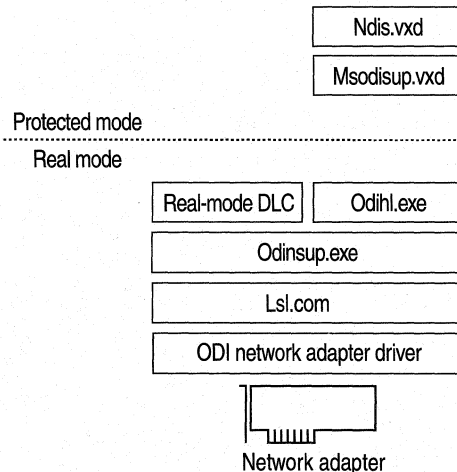 Ndis.vxd
Msodisup.vxd
Protected mode
Real mode
Real-mode DLC
Odihl.exe
Odinsup.exe
Lsl.com
ODI network adapter driver
Network adapter